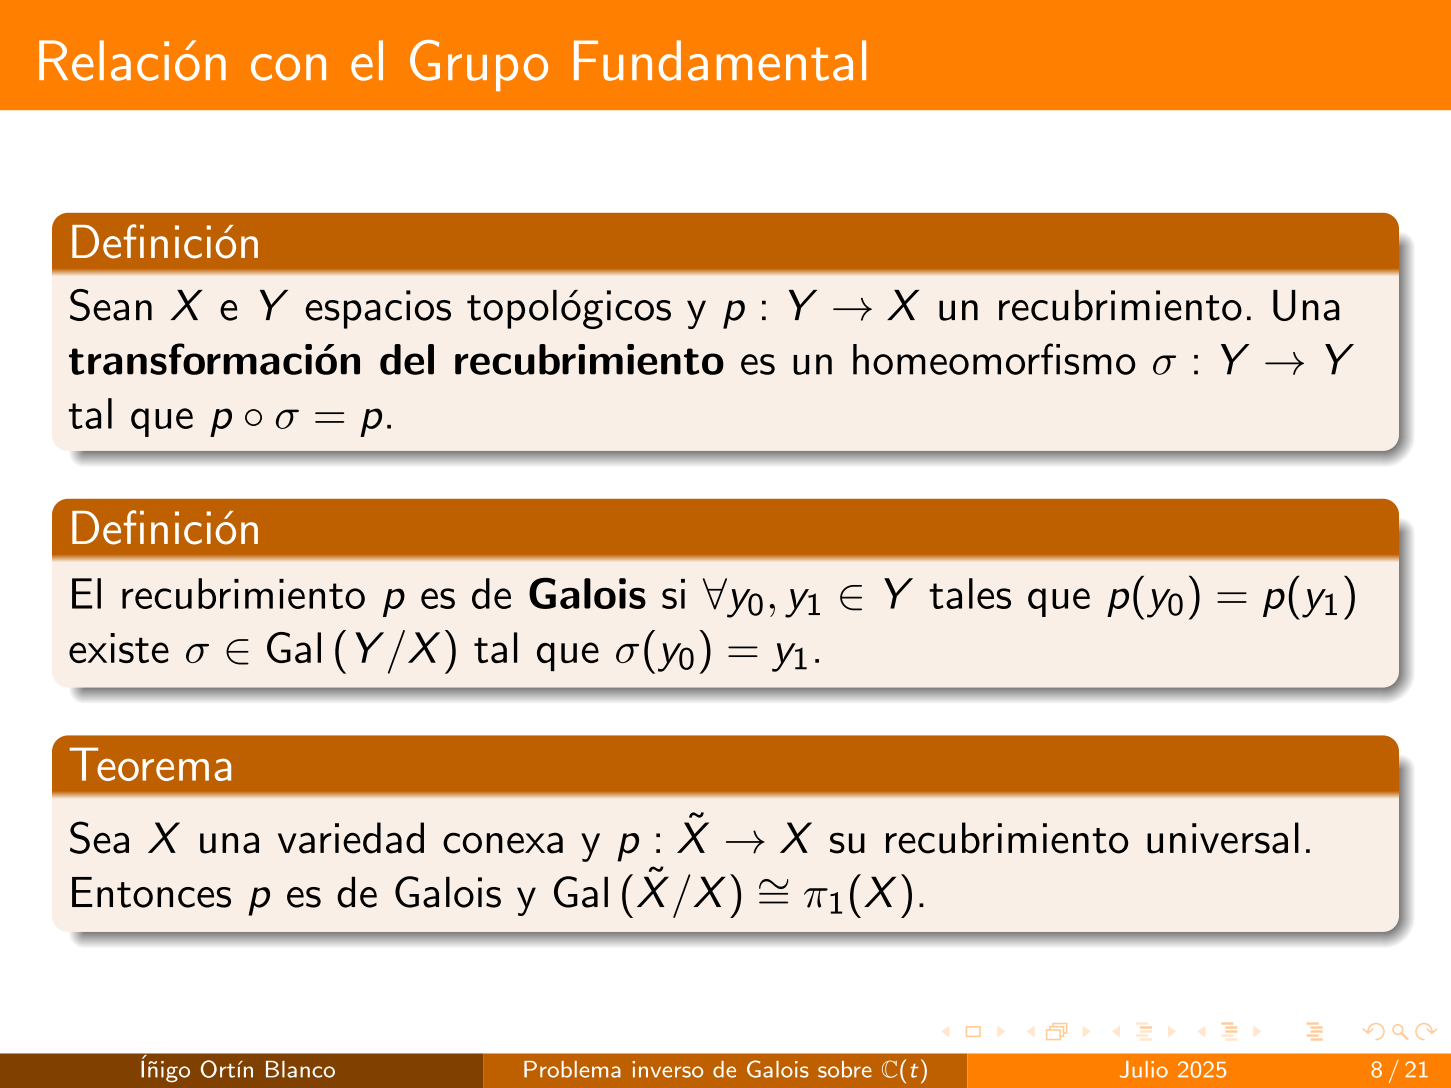 Relación con el Grupo Fundamental
Definición
Sean X e Y espacios topológicos y p : Y → X un recubrimiento. Una
transformación del recubrimiento es un homeomorfismo σ : Y → Y
tal que p ∘ σ = p.
Definición
El recubrimiento p es de Galois si ∀y₀, y₁ ∈ Y tales que p(y₀) = p(y₁)
existe σ ∈ Gal (Y/X) tal que σ(y₀) = y₁.
Teorema
Sea X una variedad conexa y p : X̃ → X su recubrimiento universal.
Entonces p es de Galois y Gal (X̃/X) ≅ π₁(X).
Íñigo Ortín Blanco
Problema inverso de Galois sobre ℂ(t)
Julio 2025
8 / 21